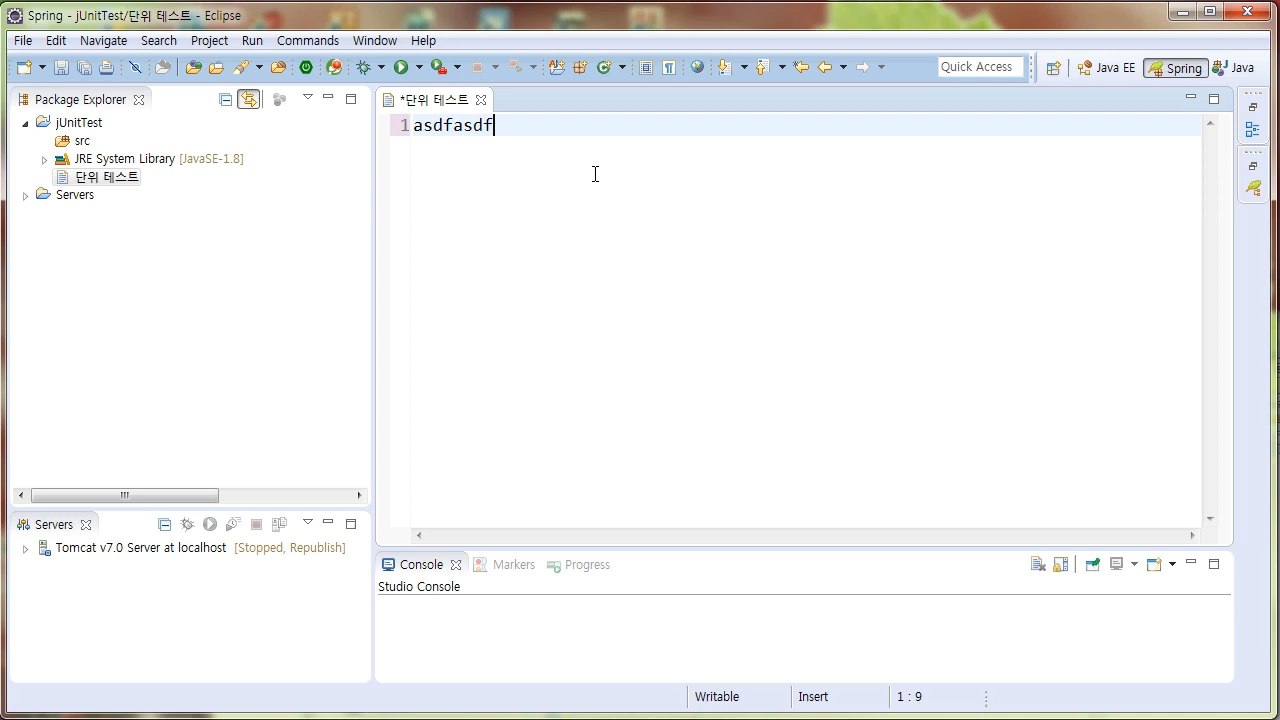 Spring - jUnitTest/단위 테스트 - Eclipse
File Edit Navigate Search Project Run Commands Window Help
Quick Access Java EE Spring Java
Package Explorer
*단위 테스트
jUnitTest
1 asdfasdf
src
JRE System Library [JavaSE-1.8]
단위 테스트
Servers
Servers
Tomcat v7.0 Server at localhost [Stopped, Republish]
Console Markers Progress
Studio Console
Writable Insert 1 : 9